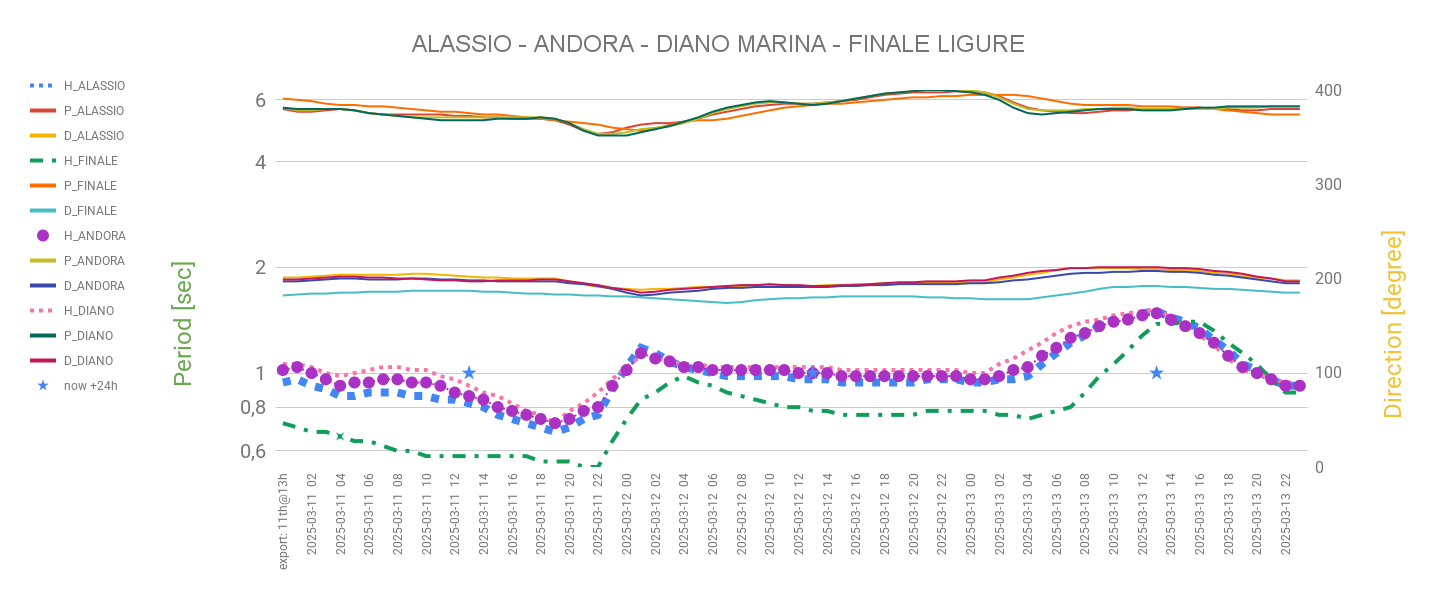 ALASSIO - ANDORA - DIANO MARINA - FINALE LIGURE
H_ALASSIO
P_ALASSIO
D_ALASSIO
H_FINALE
P_FINALE
D_FINALE
H_ANDORA
P_ANDORA
D_ANDORA
H_DIANO
P_DIANO
D_DIANO
now +24h
Period [sec]
6
4
2
1
0,8
0,6
400
300
200
100
0
Direction [degree]
export: 11th@13h
2025-03-11 02
2025-03-11 04
2025-03-11 06
2025-03-11 08
2025-03-11 10
2025-03-11 12
2025-03-11 14
2025-03-11 16
2025-03-11 18
2025-03-11 20
2025-03-11 22
2025-03-12 00
2025-03-12 02
2025-03-12 04
2025-03-12 06
2025-03-12 08
2025-03-12 10
2025-03-12 12
2025-03-12 14
2025-03-12 16
2025-03-12 18
2025-03-12 20
2025-03-12 22
2025-03-13 00
2025-03-13 02
2025-03-13 04
2025-03-13 06
2025-03-13 08
2025-03-13 10
2025-03-13 12
2025-03-13 14
2025-03-13 16
2025-03-13 18
2025-03-13 20
2025-03-13 22